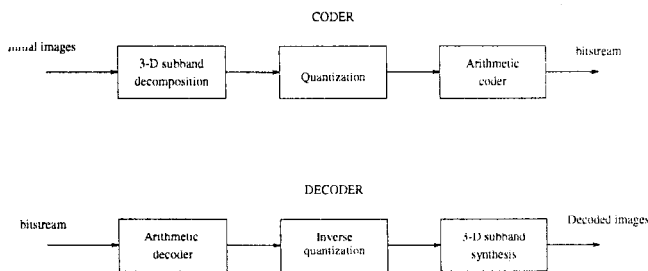 CODER
images
bitstream
3-D subband
decomposition
Quantization
Arithmetic
coder
DECODER
bitstream
Decoded images
Arithmetic
decoder
Inverse
quantization
3-D subband
synthesis